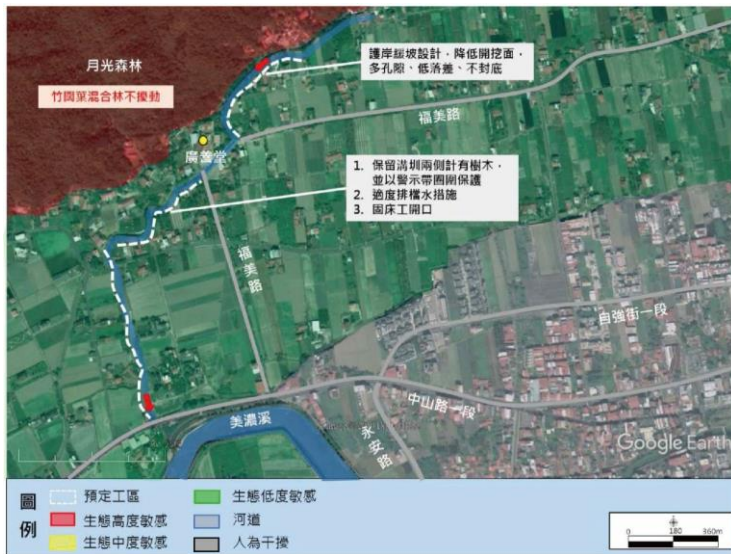 月光森林
竹闊葉混合林不擾動
護岸緩坡設計，降低開挖面，
多孔隙、低落差、不封底
福美路
廣善堂
1. 保留溝圳兩側計有樹木，
並以警示帶圈圍保護
2. 適度排擋水措施
3. 固床工開口
福美路
自強街一段
中山路一段
美濃溪
永安路
Google Earth
圖例
預定工區
生態高度敏感
生態中度敏感
生態低度敏感
河道
人為干擾
0 180 360m